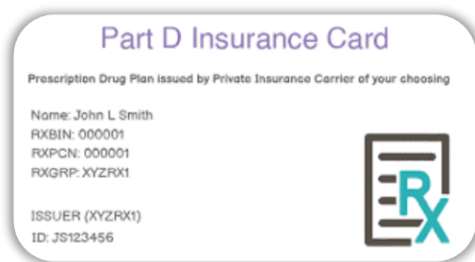 Part D Insurance Card
Prescription Drug Plan issued by Private Insurance Carrier of your choosing
Name: John L Smith
RXBIN: 000001
RXPCN: 000001
RXGRP: XYZRX1
ISSUER (XYZRX1)
ID: JS123456
RX